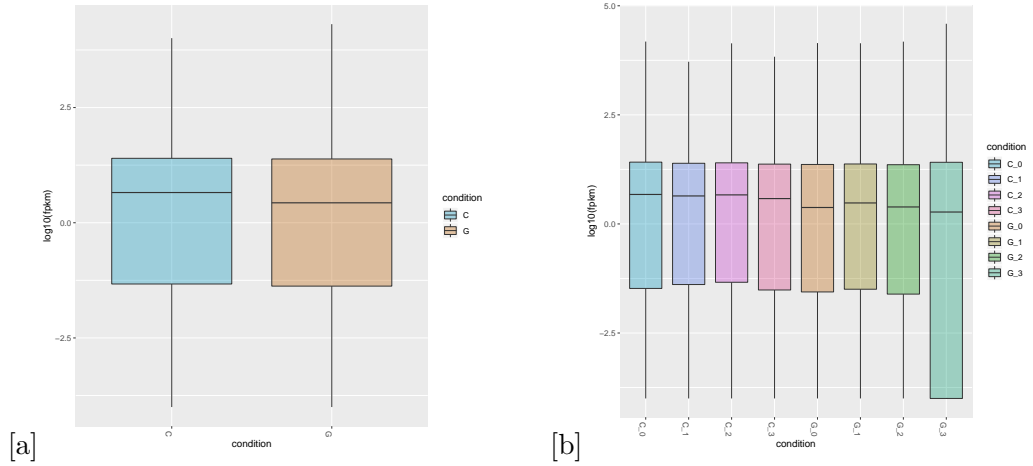 2.5
0.0
−2.5
log10(fpkm)
C
G
condition
condition
C
G
[a]
5.0
2.5
0.0
−2.5
log10(fpkm)
C_0
C_1
C_2
C_3
G_0
G_1
G_2
G_3
condition
condition
C_0
C_1
C_2
C_3
G_0
G_1
G_2
G_3
[b]